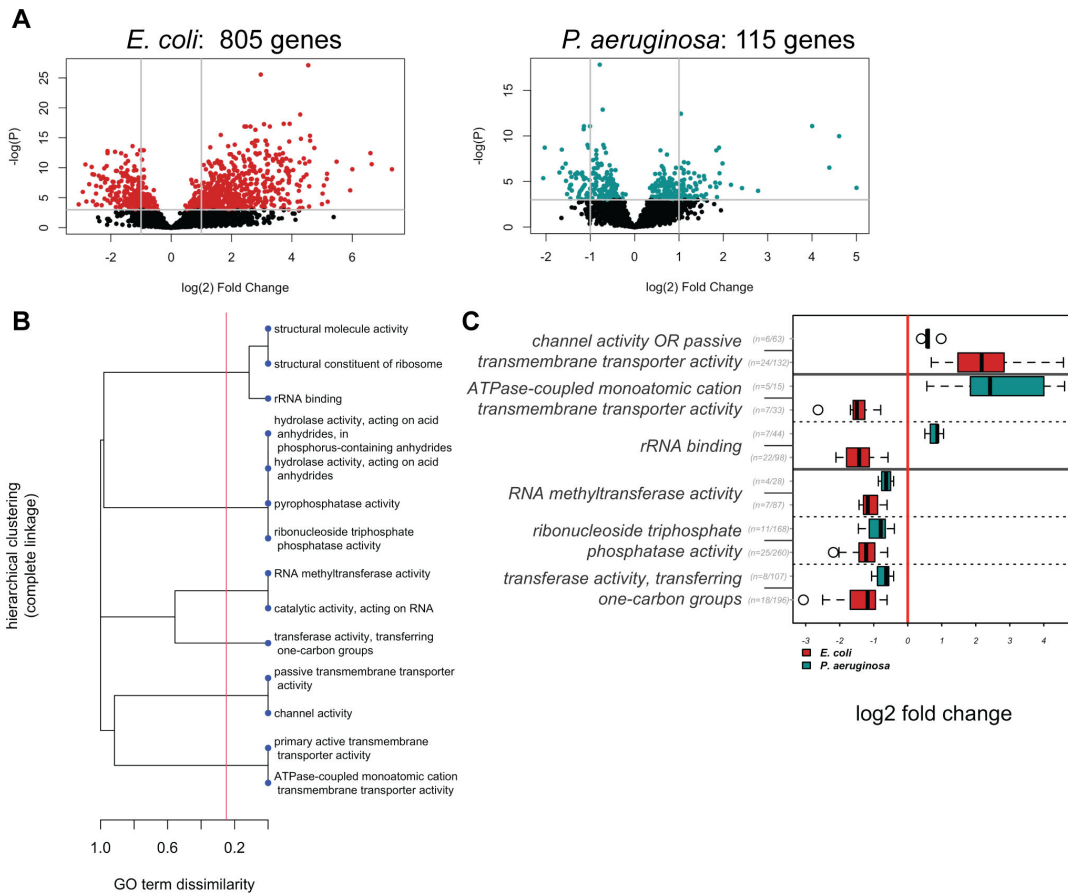 A
E. coli: 805 genes
P. aeruginosa: 115 genes
-log(P)
25
20
15
10
5
0
-2
0
2
4
6
log(2) Fold Change
-log(P)
15
10
5
0
-2
-1
0
1
2
3
4
5
log(2) Fold Change
B
hierarchical clustering
(complete linkage)
structural molecule activity
structural constituent of ribosome
rRNA binding
hydrolase activity, acting on acid
anhydrides, in
phosphorus-containing anhydrides
hydrolase activity, acting on acid
anhydrides
pyrophosphatase activity
ribonucleoside triphosphate
phosphatase activity
RNA methyltransferase activity
catalytic activity, acting on RNA
transferase activity, transferring
one-carbon groups
passive transmembrane transporter
activity
channel activity
primary active transmembrane
transporter activity
ATPase-coupled monoatomic cation
transmembrane transporter activity
1.0
0.6
0.2
GO term dissimilarity
C
channel activity OR passive
transmembrane transporter activity
ATPase-coupled monoatomic cation
transmembrane transporter activity
rRNA binding
RNA methyltransferase activity
ribonucleoside triphosphate
phosphatase activity
transferase activity, transferring
one-carbon groups
(n=6/63)
(n=24/132)
(n=5/15)
(n=7/33)
(n=7/44)
(n=22/98)
(n=4/28)
(n=7/87)
(n=11/168)
(n=25/260)
(n=8/107)
(n=18/196)
-3
-2
-1
0
1
2
3
4
E. coli
P. aeruginosa
log2 fold change